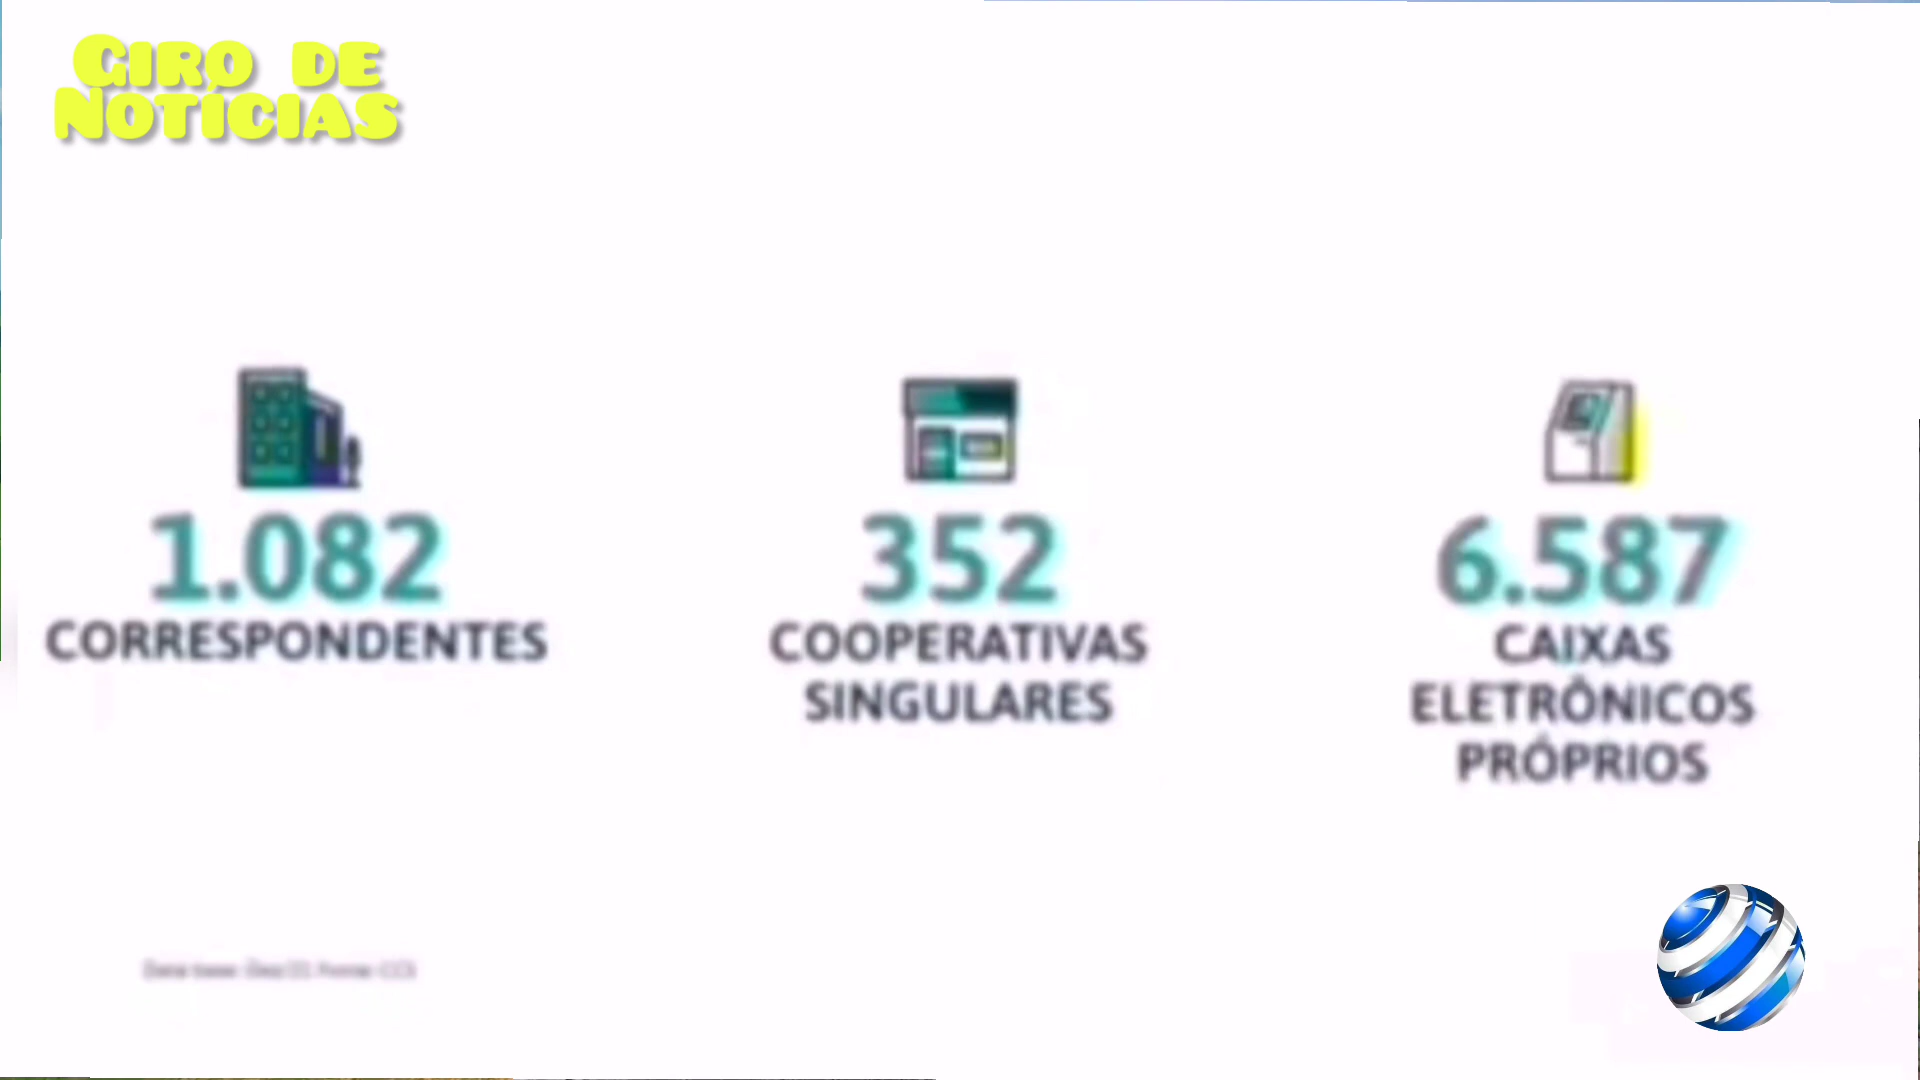 GIRO DE
NOTÍCIAS
1.082
CORRESPONDENTES
352
COOPERATIVAS
SINGULARES
6.587
CAIXAS
ELETRÔNICOS
PRÓPRIOS